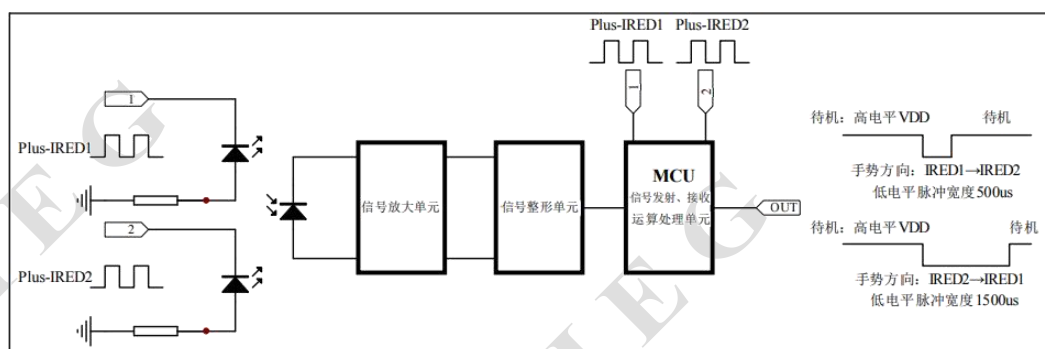 Plus-IRED1
Plus-IRED2
1
2
1
Plus-IRED1
2
Plus-IRED2
信号放大单元
信号整形单元
MCU
信号发射、接收
运算处理单元
OUT
待机：高电平VDD 待机
手势方向：IRED1→IRED2
低电平脉冲宽度500us
待机：高电平VDD 待机
手势方向：IRED2→IRED1
低电平脉冲宽度1500us
E G
I E G